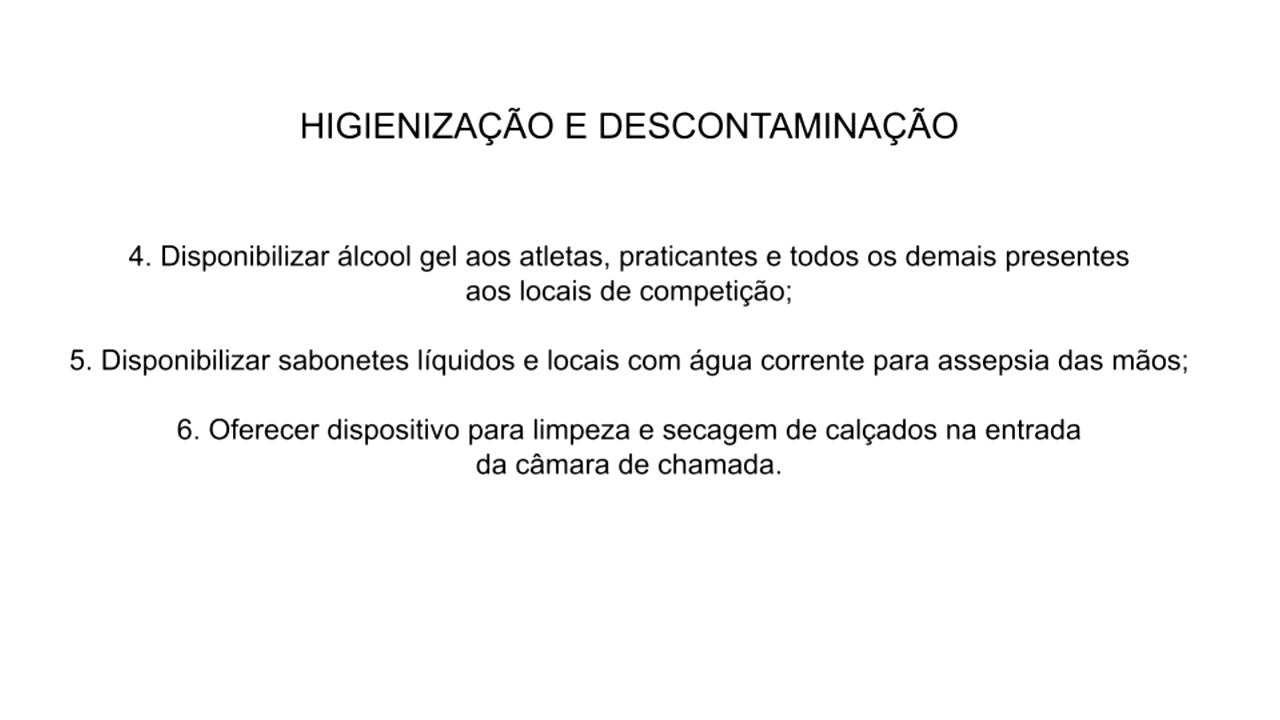 HIGIENIZAÇÃO E DESCONTAMINAÇÃO
4. Disponibilizar álcool gel aos atletas, praticantes e todos os demais presentes
aos locais de competição;
5. Disponibilizar sabonetes líquidos e locais com água corrente para assepsia das mãos;
6. Oferecer dispositivo para limpeza e secagem de calçados na entrada
da câmara de chamada.